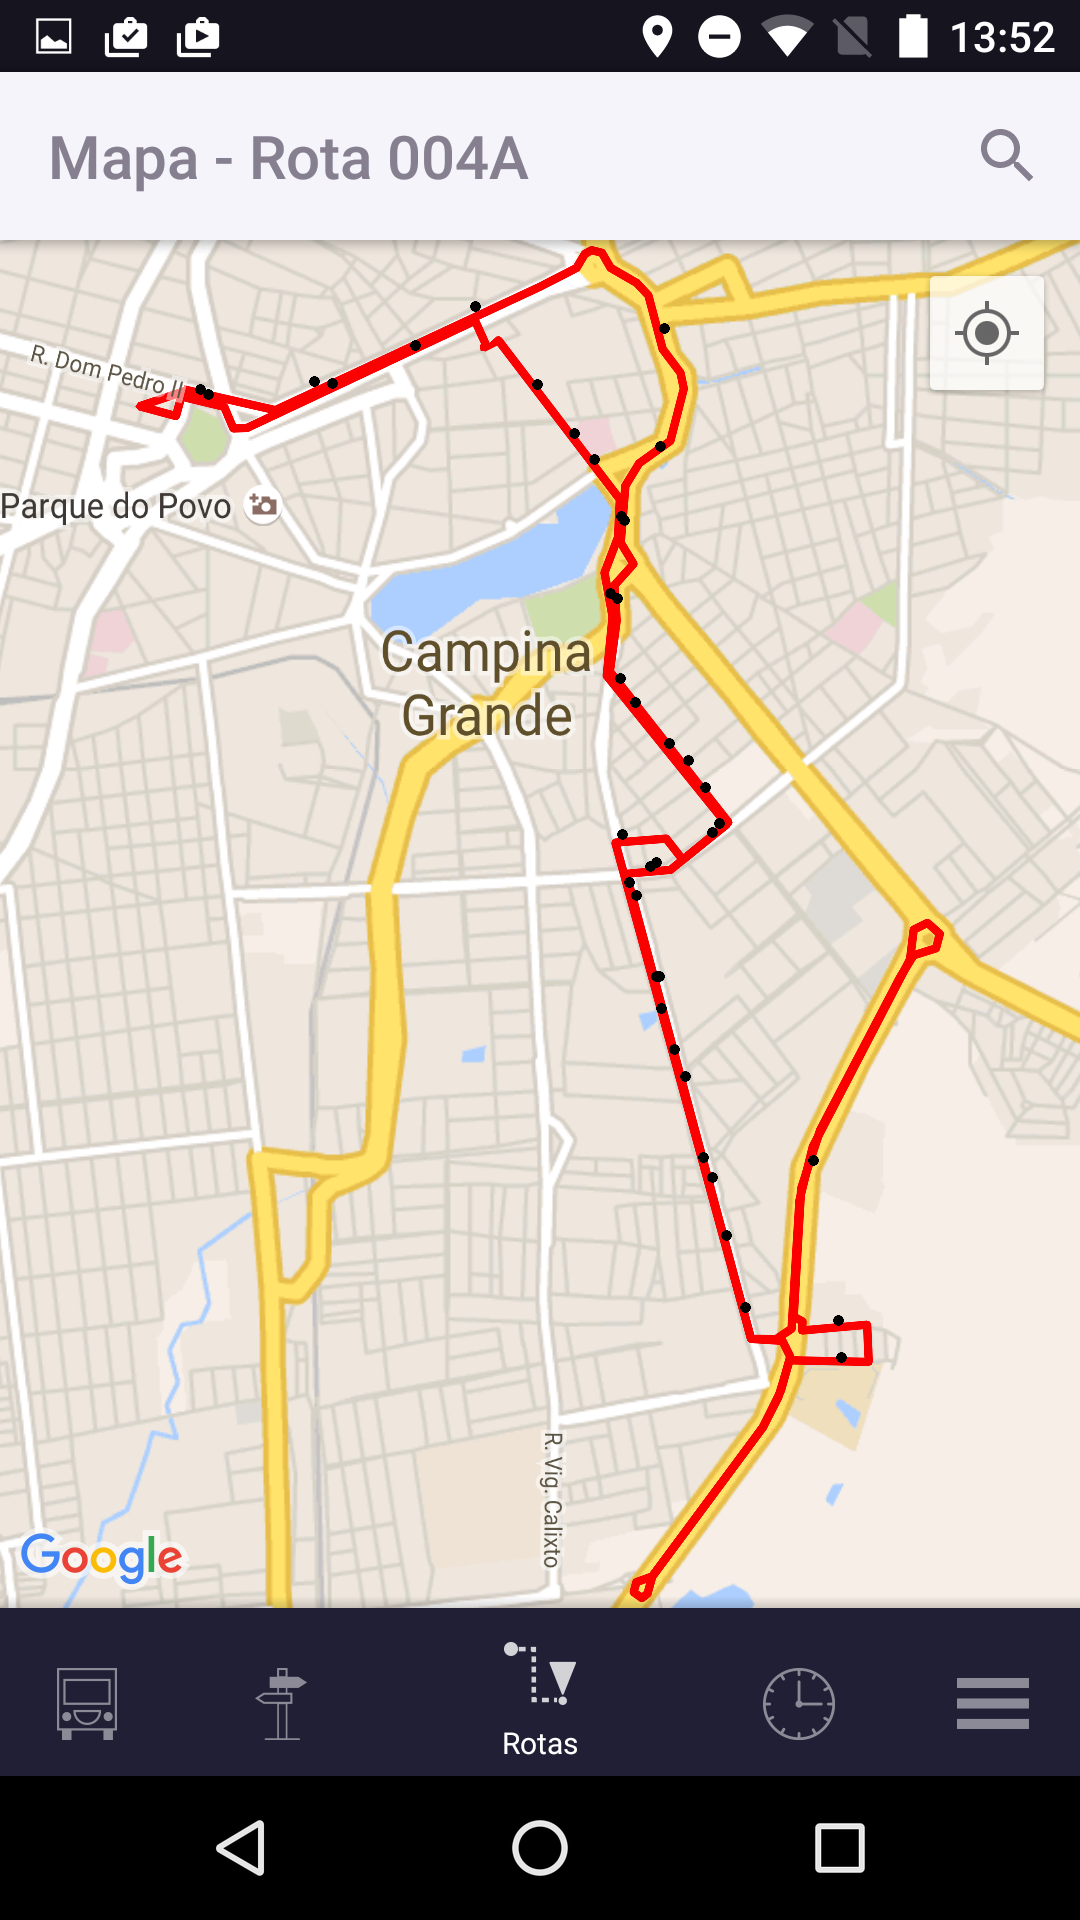 13:52
Mapa - Rota 004A
R. Dom Pedro II
Parque do Povo
Campina
Grande
R. Vig. Calixto
Google
Rotas